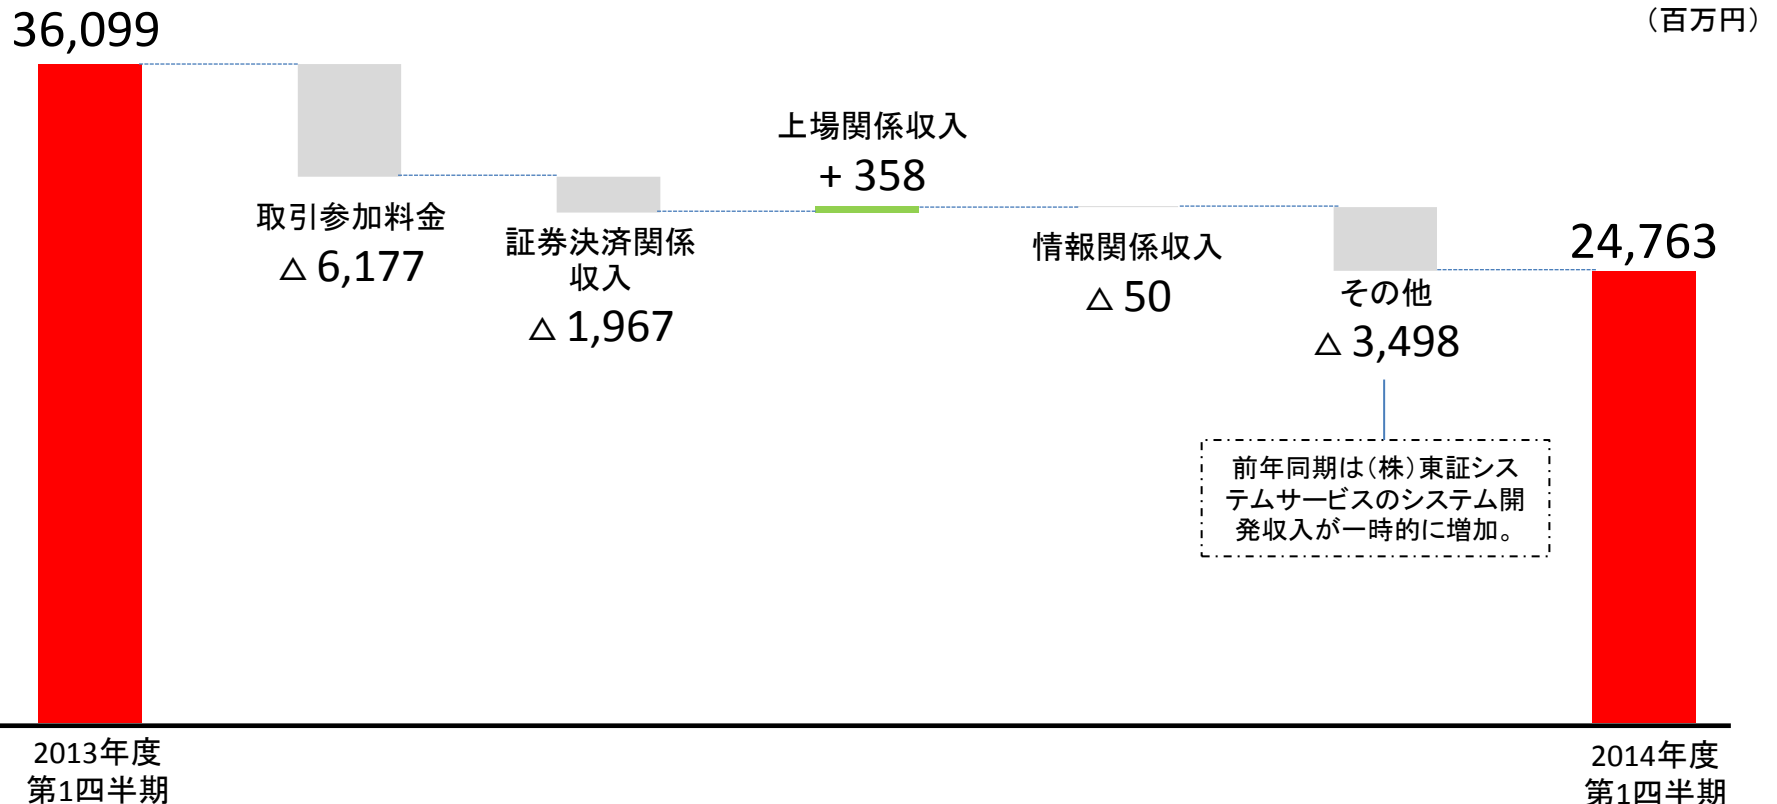 (百万円)
36,099
上場関係収入
+ 358
取引参加料金
△ 6,177
証券決済関係
収入
△ 1,967
情報関係収入
△ 50
24,763
その他
△ 3,498
前年同期は(株)東証シス
テムサービスのシステム開
発収入が一時的に増加。
2013年度
第1四半期
2014年度
第1四半期